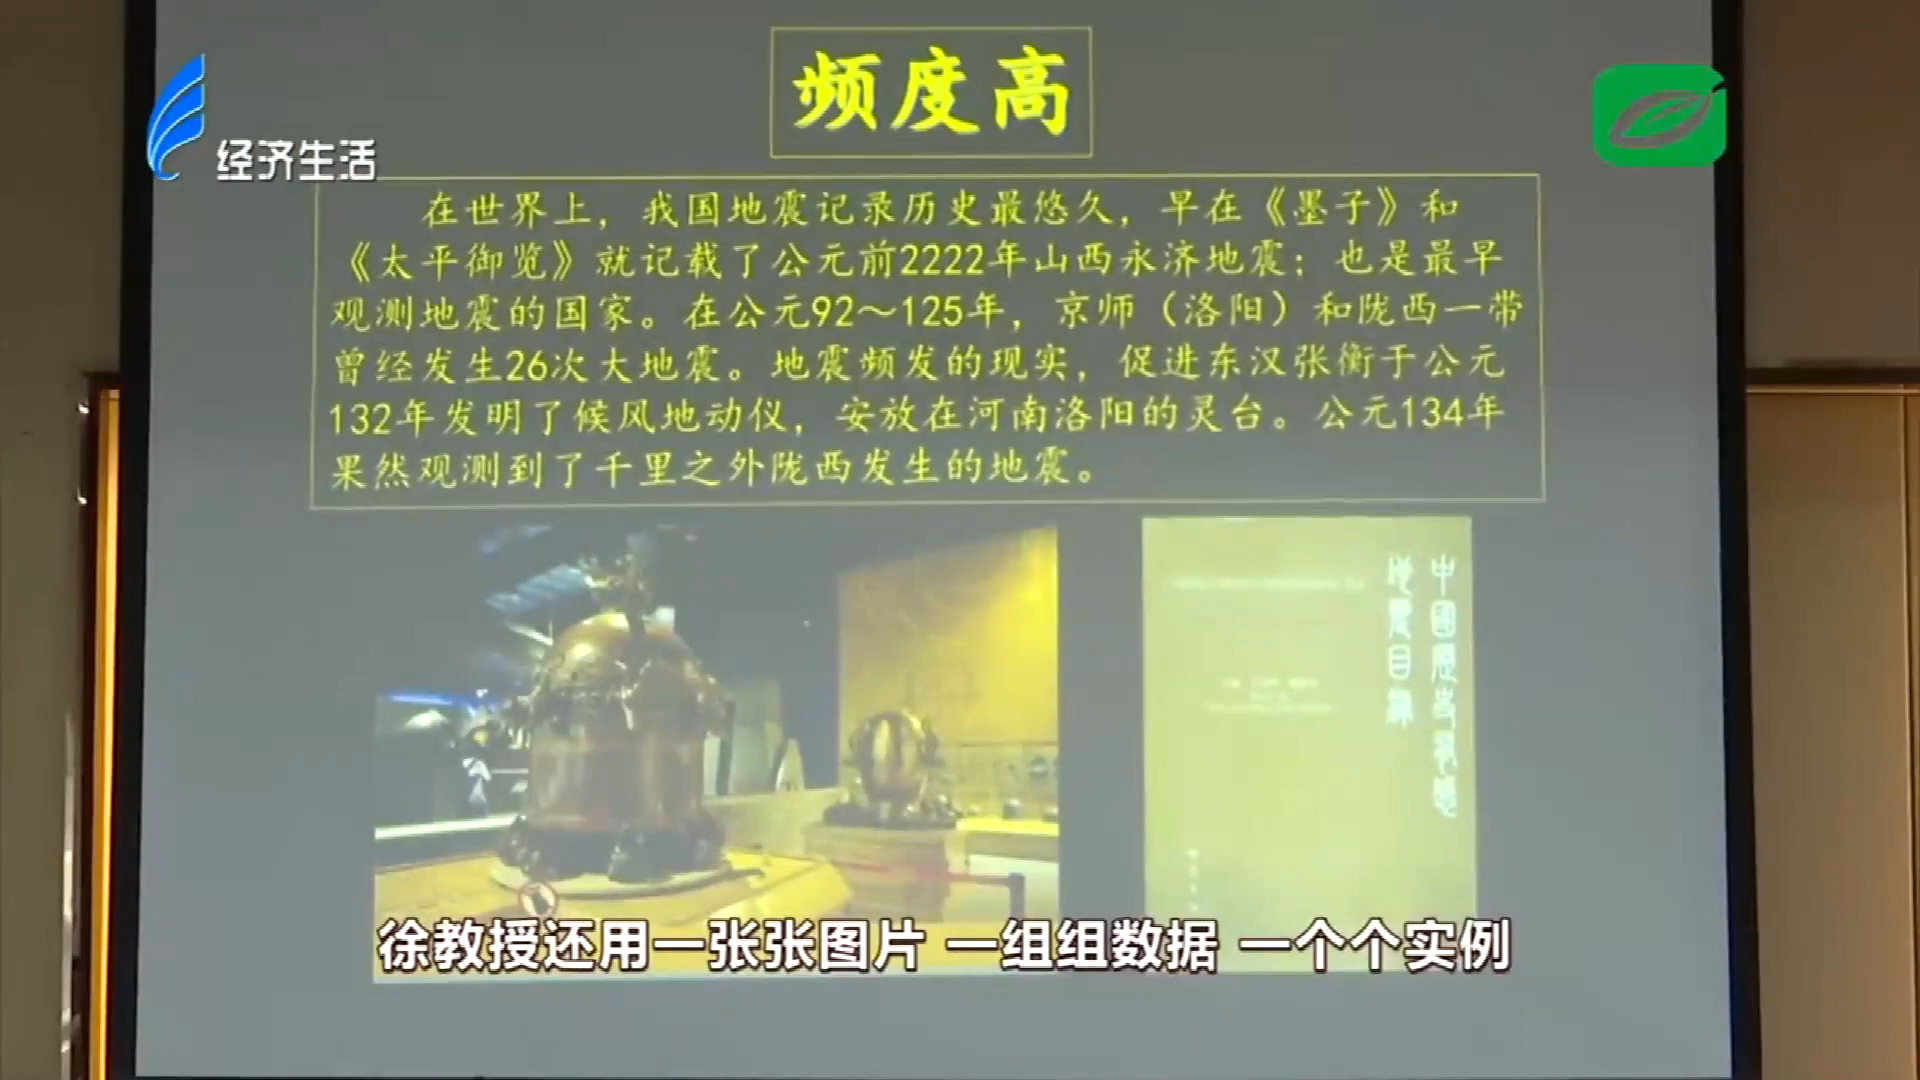 频度高
经济生活
在世界上，我国地震记录历史最悠久，早在《墨子》和
《太平御览》就记载了公元前2222年山西永济地震；也是最早
观测地震的国家。在公元92～125年，京师（洛阳）和陇西一带
曾经发生26次大地震。地震频发的现实，促进东汉张衡于公元
132年发明了候风地动仪，安放在河南洛阳的灵台。公元134年
果然观测到了千里之外陇西发生的地震。
中國歷史強震
地震目錄
徐教授还用一张张图片 一组组数据 一个个实例